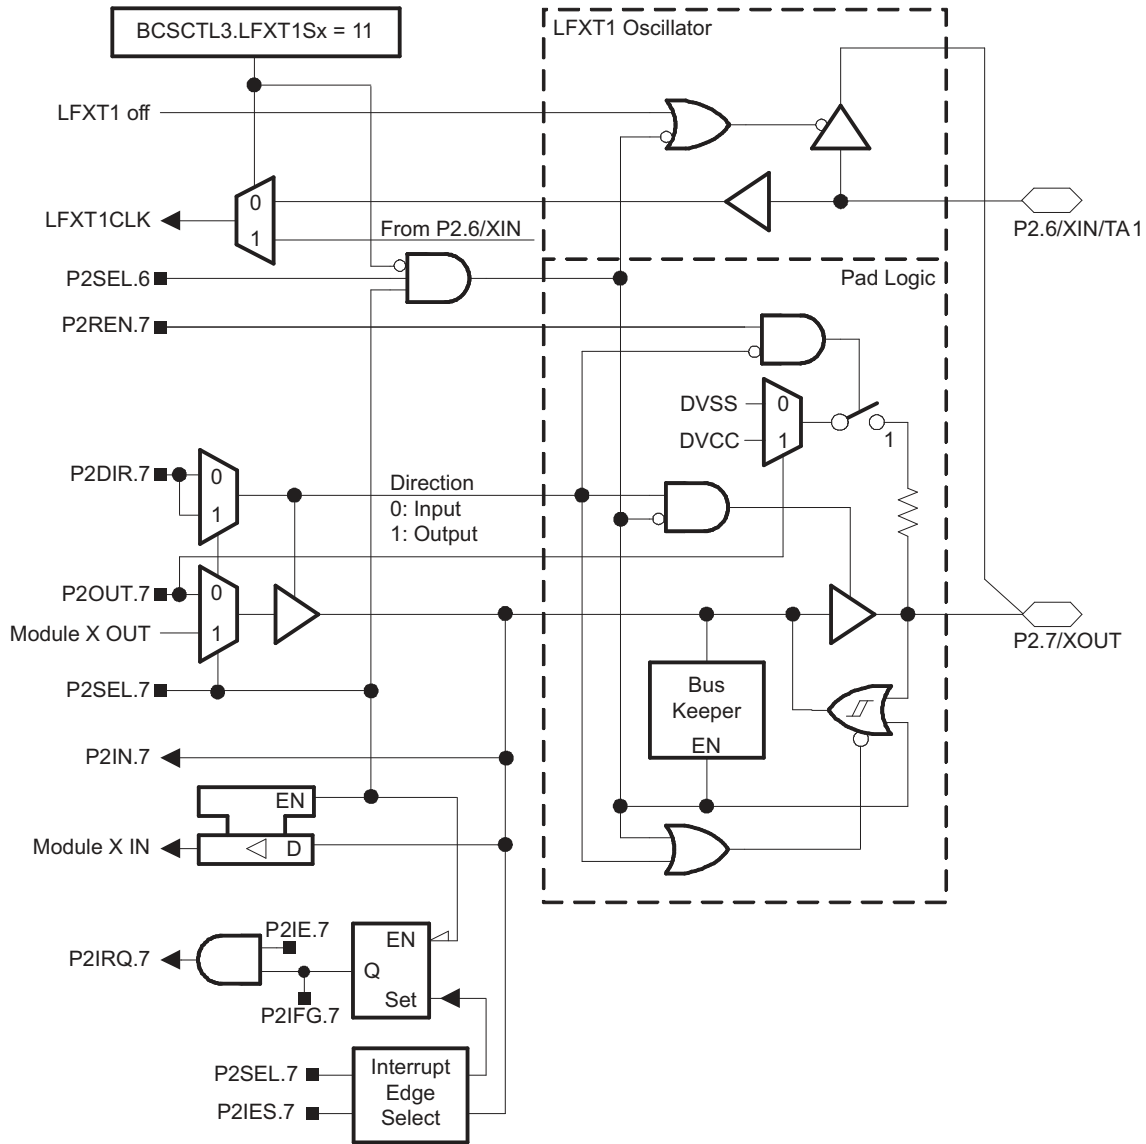 BCSCTL3.LFXT1Sx = 11
LFXT1 Oscillator
LFXT1 off
0
LFXT1CLK
1
From P2.6/XIN
P2.6/XIN/TA1
P2SEL.6
Pad Logic
P2REN.7
DVSS
0
DVCC
1
1
P2DIR.7
0
1
Direction
0: Input
1: Output
P2OUT.7
0
Module X OUT
1
P2.7/XOUT
P2SEL.7
Bus
Keeper
EN
P2IN.7
EN
Module X IN
D
P2IE.7
EN
P2IRQ.7
Q
Set
P2IFG.7
P2SEL.7
P2IES.7
Interrupt
Edge
Select